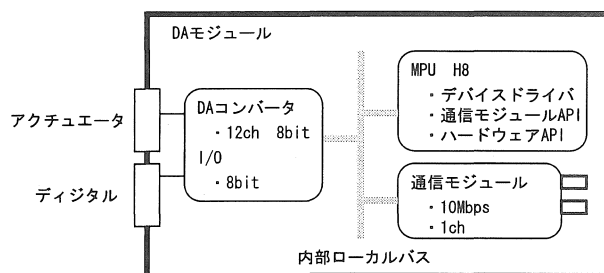 DAモジュール
アクチュエータ
ディジタル
DAコンバータ
・12ch 8bit
I/O
・8bit
MPU H8
・デバイスドライバ
・通信モジュールAPI
・ハードウェアAPI
通信モジュール
・10Mbps
・1ch
内部ローカルバス